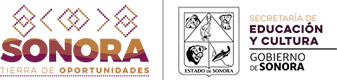 SONORA
TIERRA DE OPORTUNIDADES
ESTADO DE SONORA
SECRETARÍA DE
EDUCACIÓN
Y CULTURA
GOBIERNO
DE SONORA